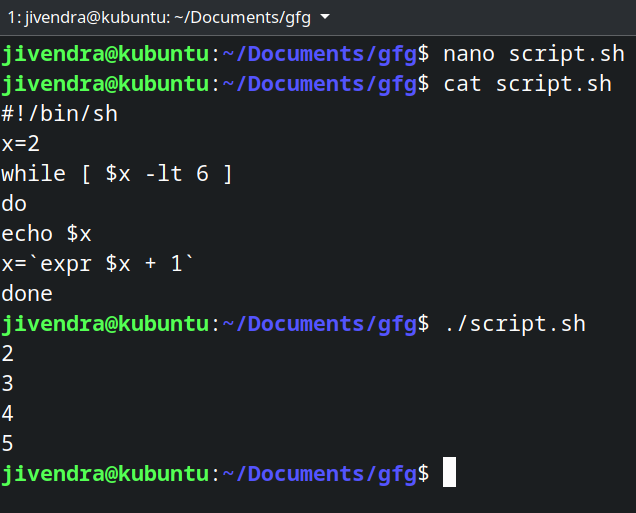 1: jivendra@kubuntu: ~/Documents/gfg
jivendra@kubuntu:~/Documents/gfg$ nano script.sh
jivendra@kubuntu:~/Documents/gfg$ cat script.sh
#!/bin/sh
x=2
while [ $x -lt 6 ]
do
echo $x
x=`expr $x + 1`
done
jivendra@kubuntu:~/Documents/gfg$ ./script.sh
2
3
4
5
jivendra@kubuntu:~/Documents/gfg$